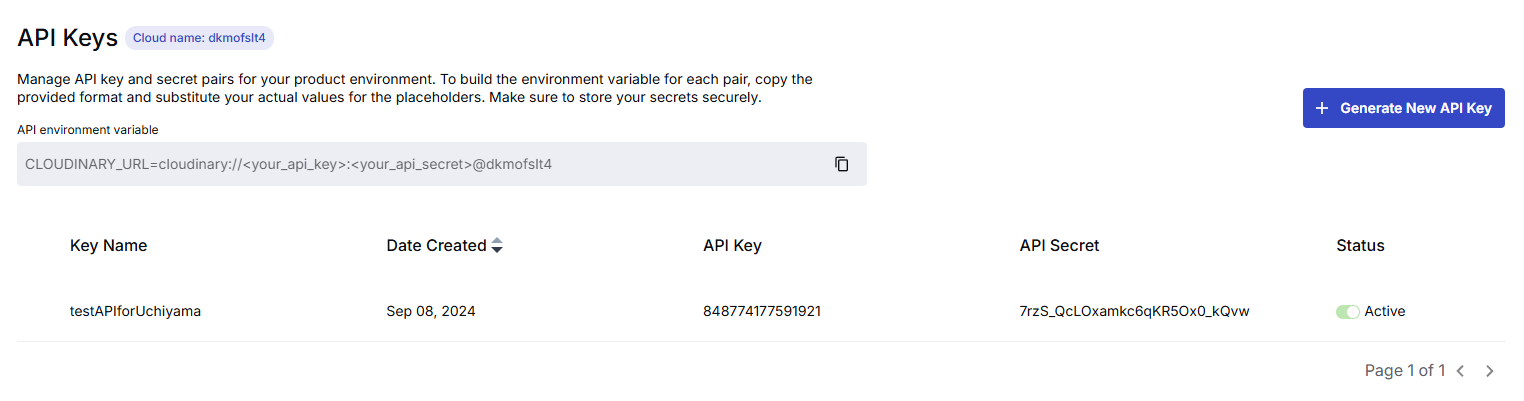 API Keys Cloud name: dkmofslt4
Manage API key and secret pairs for your product environment. To build the environment variable for each pair, copy the
provided format and substitute your actual values for the placeholders. Make sure to store your secrets securely.
Generate New API Key
API environment variable
CLOUDINARY_URL=cloudinary://<your_api_key>:<your_api_secret>@dkmofslt4
Key Name Date Created API Key API Secret Status
testAPIforUchiyama Sep 08, 2024 848774177591921 7rzS_QcLOxamkc6qKR5Ox0_kQvw Active
Page 1 of 1